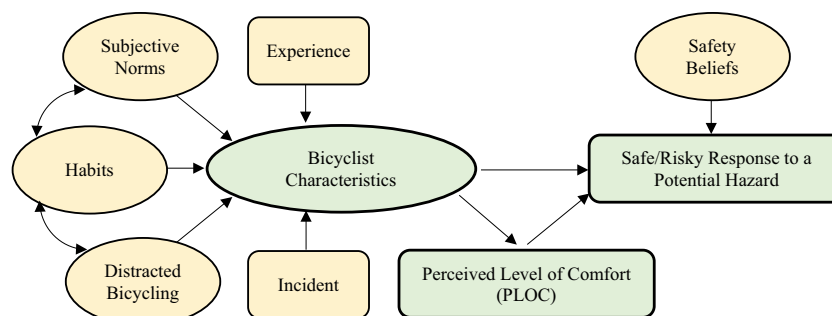 Subjective
Norms
Experience
Safety
Beliefs
Habits
Bicyclist
Characteristics
Safe/Risky Response to a
Potential Hazard
Distracted
Bicycling
Incident
Perceived Level of Comfort
(PLOC)